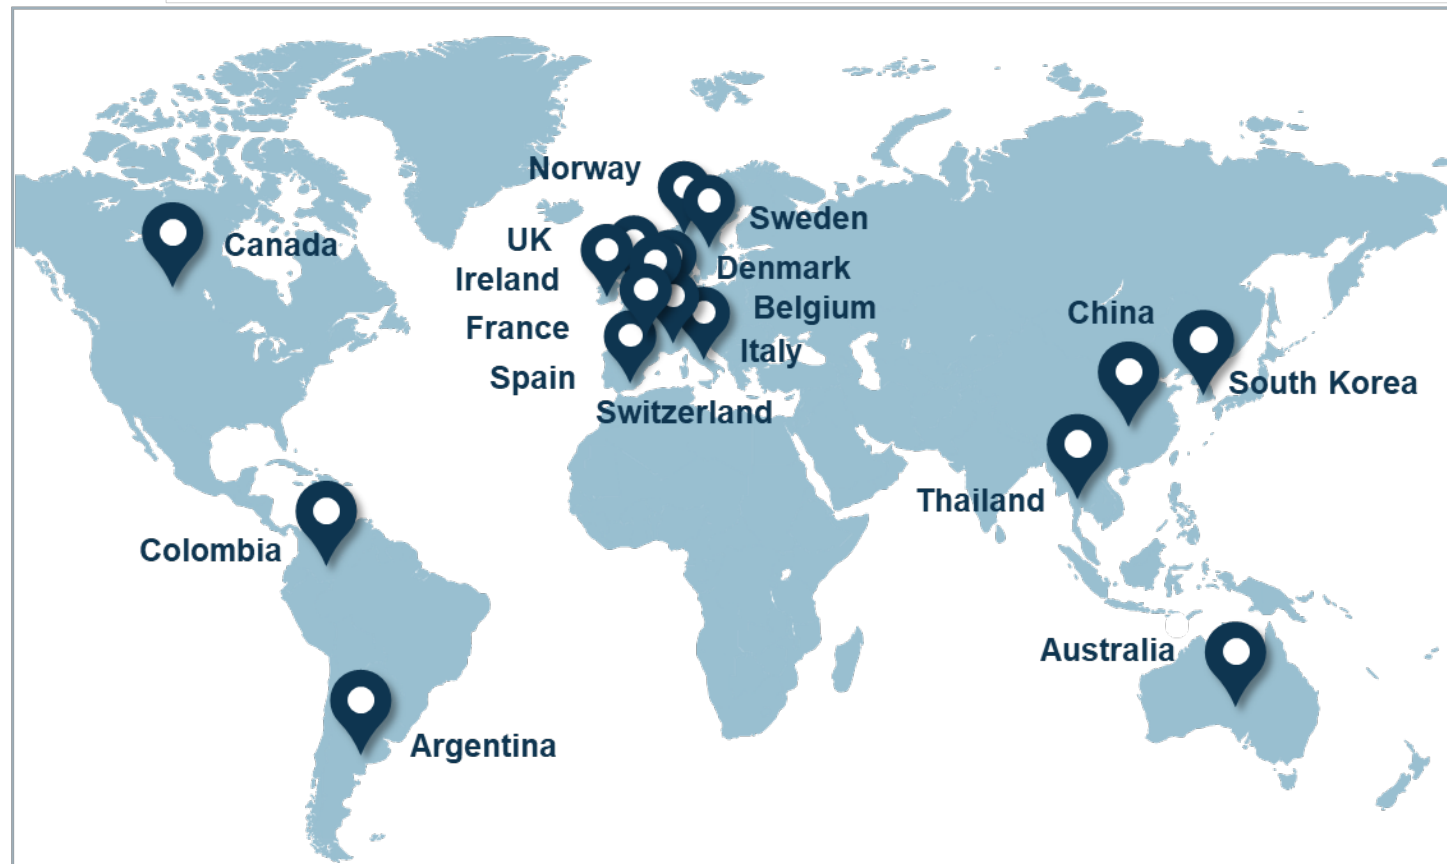 Norway
Sweden
UK
Canada
Denmark
Ireland
Belgium
China
France
Italy
Spain
South Korea
Switzerland
Thailand
Colombia
Australia
Argentina